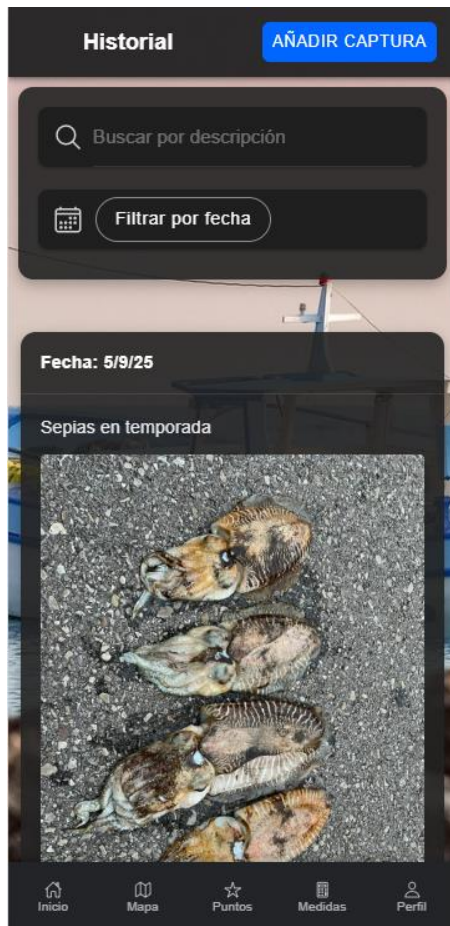 Historial
AÑADIR CAPTURA
Buscar por descripción
Filtrar por fecha
Fecha: 5/9/25
Sepias en temporada
Inicio
Mapa
Puntos
Medidas
Perfil